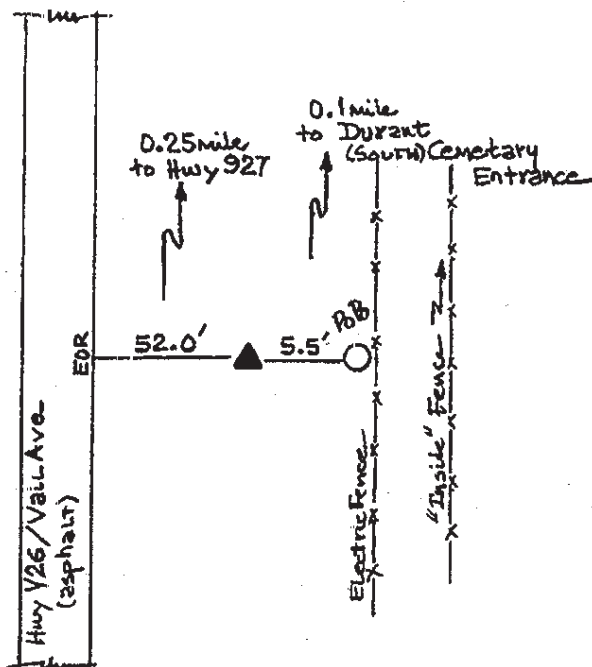 0.25 mile
to Hwy 927
0.1 mile
to Durant
(South) Cemetary
Entrance
EOR
52.0'
5.5'
POB
Hwy Y26/Vail Ave
(asphalt)
Electric Fence
"Inside" Fence